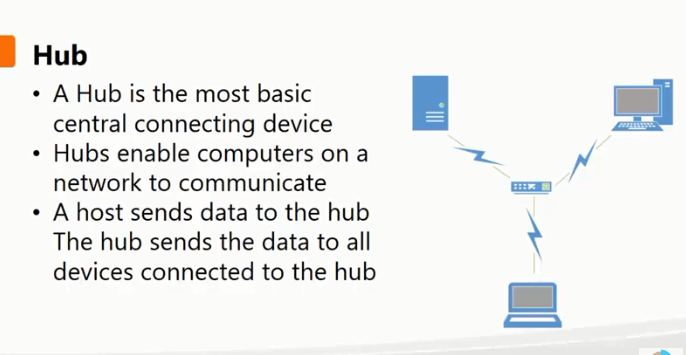 Hub
• A Hub is the most basic
central connecting device
• Hubs enable computers on a
network to communicate
• A host sends data to the hub
The hub sends the data to all
devices connected to the hub